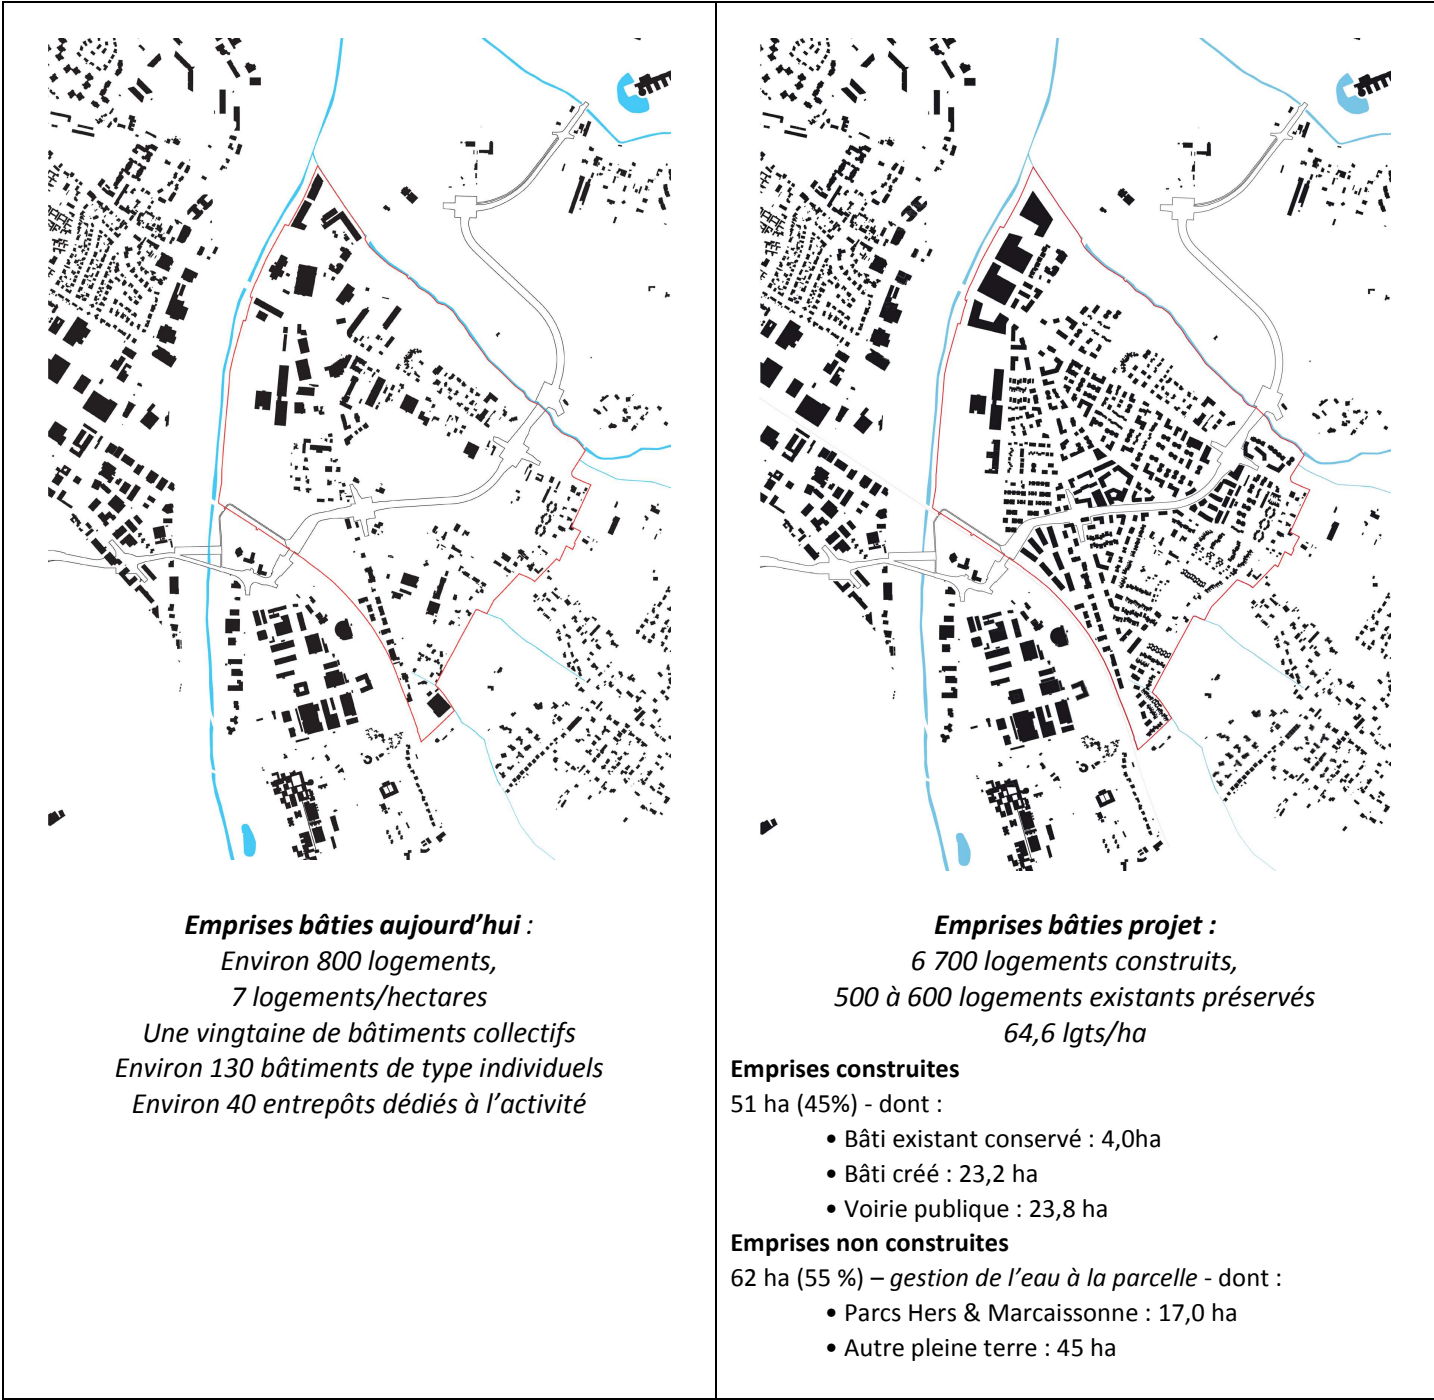 Emprises bâties aujourd’hui :
Environ 800 logements,
7 logements/hectares
Une vingtaine de bâtiments collectifs
Environ 130 bâtiments de type individuels
Environ 40 entrepôts dédiés à l’activité
Emprises bâties projet :
6 700 logements construits,
500 à 600 logements existants préservés
64,6 lgts/ha
Emprises construites
51 ha (45%) - dont :
• Bâti existant conservé : 4,0ha
• Bâti créé : 23,2 ha
• Voirie publique : 23,8 ha
Emprises non construites
62 ha (55 %) – gestion de l’eau à la parcelle - dont :
• Parcs Hers & Marcaissonne : 17,0 ha
• Autre pleine terre : 45 ha